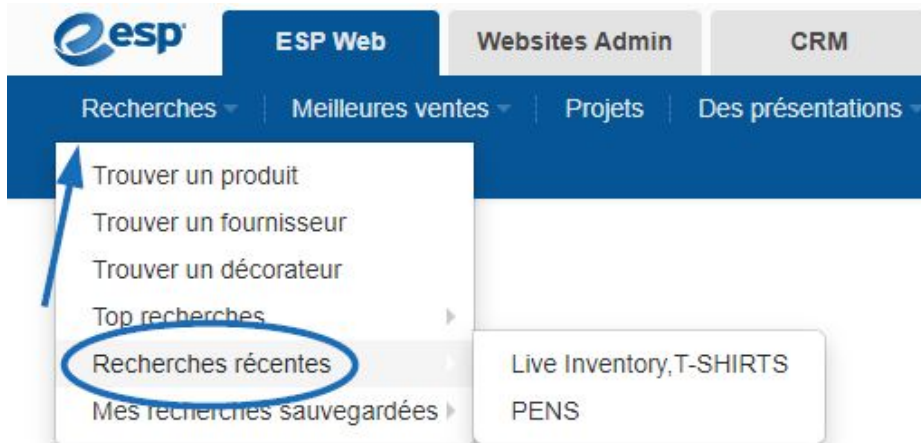 esp ESP Web Websites Admin CRM
Recherches Meilleures ventes Projets Des présentations
Trouver un produit
Trouver un fournisseur
Trouver un décorateur
Top recherches
Recherches récentes
Live Inventory,T-SHIRTS
Mes recherches sauvegardées
PENS